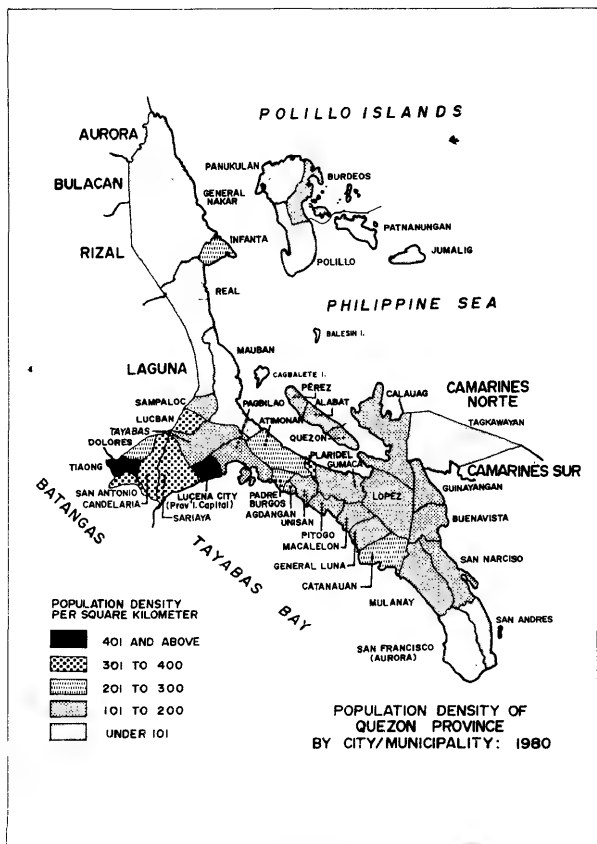 POLILLO ISLANDS
AURORA
BULACAN
PANUKULAN
BURDEOS
GENERAL
NAKAR
PATNANUNGAN
INFANTA
RIZAL
JUMALIG
POLILLO
REAL
PHILIPPINE SEA
BALESIN I.
MAUBAN
LAGUNA
CAGBALETE I.
PÉREZ
CALAUAG
CAMARINES
NORTE
SAMPALOC
PAGBILAO
ALABAT
LUCBAN
ATIMONAN
TAGKAWAYAN
TAYABAS
QUEZON
DOLORES
PLARIDEL
CAMARINES SUR
TIAONG
GUMACA
GUINAYANGAN
SAN ANTONIO
CANDELARIA
LUCENA CITY
(Prov'l. Capital)
SARIAYA
PADRE
BURGOS
AGDANGAN
LOPEZ
UNISAN
BUENAVISTA
BATANGAS
PITOGO
MACALELON
TAYABAS BAY
GENERAL LUNA
SAN NARCISO
CATANAUAN
MULANAY
SAN ANDRES
SAN FRANCISCO
(AURORA)
POPULATION DENSITY
PER SQUARE KILOMETER
401 AND ABOVE
301 TO 400
201 TO 300
101 TO 200
UNDER 101
POPULATION DENSITY OF
QUEZON PROVINCE
BY CITY/MUNICIPALITY: 1980